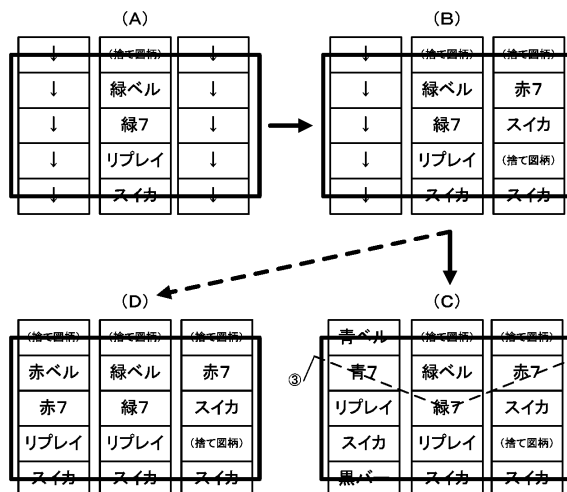 (A)
(B)
↓ (捨て図柄) ↓
↓ 緑ベル ↓
↓ 緑7 ↓
↓ リプレイ ↓
↓ スイカ ↓
↓ (捨て図柄) (捨て図柄)
↓ 緑ベル 赤7
↓ 緑7 スイカ
↓ リプレイ (捨て図柄)
↓ スイカ スイカ
(D)
(C)
(捨て図柄) (捨て図柄) (捨て図柄)
赤ベル 緑ベル 赤7
赤7 緑7 スイカ
リプレイ リプレイ (捨て図柄)
スイカ スイカ スイカ
③
青ベル (捨て図柄) (捨て図柄)
青7 緑ベル 赤7
リプレイ 緑7 スイカ
スイカ リプレイ (捨て図柄)
黒バー スイカ スイカ